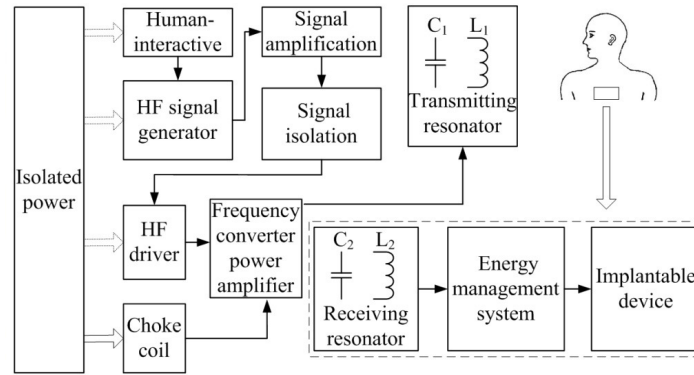 Isolated
power
Human-
interactive
HF signal
generator
Signal
amplification
Signal
isolation
HF
driver
Choke
coil
Frequency
converter
power
amplifier
C1 L1
Transmitting
resonator
C2 L2
Receiving
resonator
Energy
management
system
Implantable
device